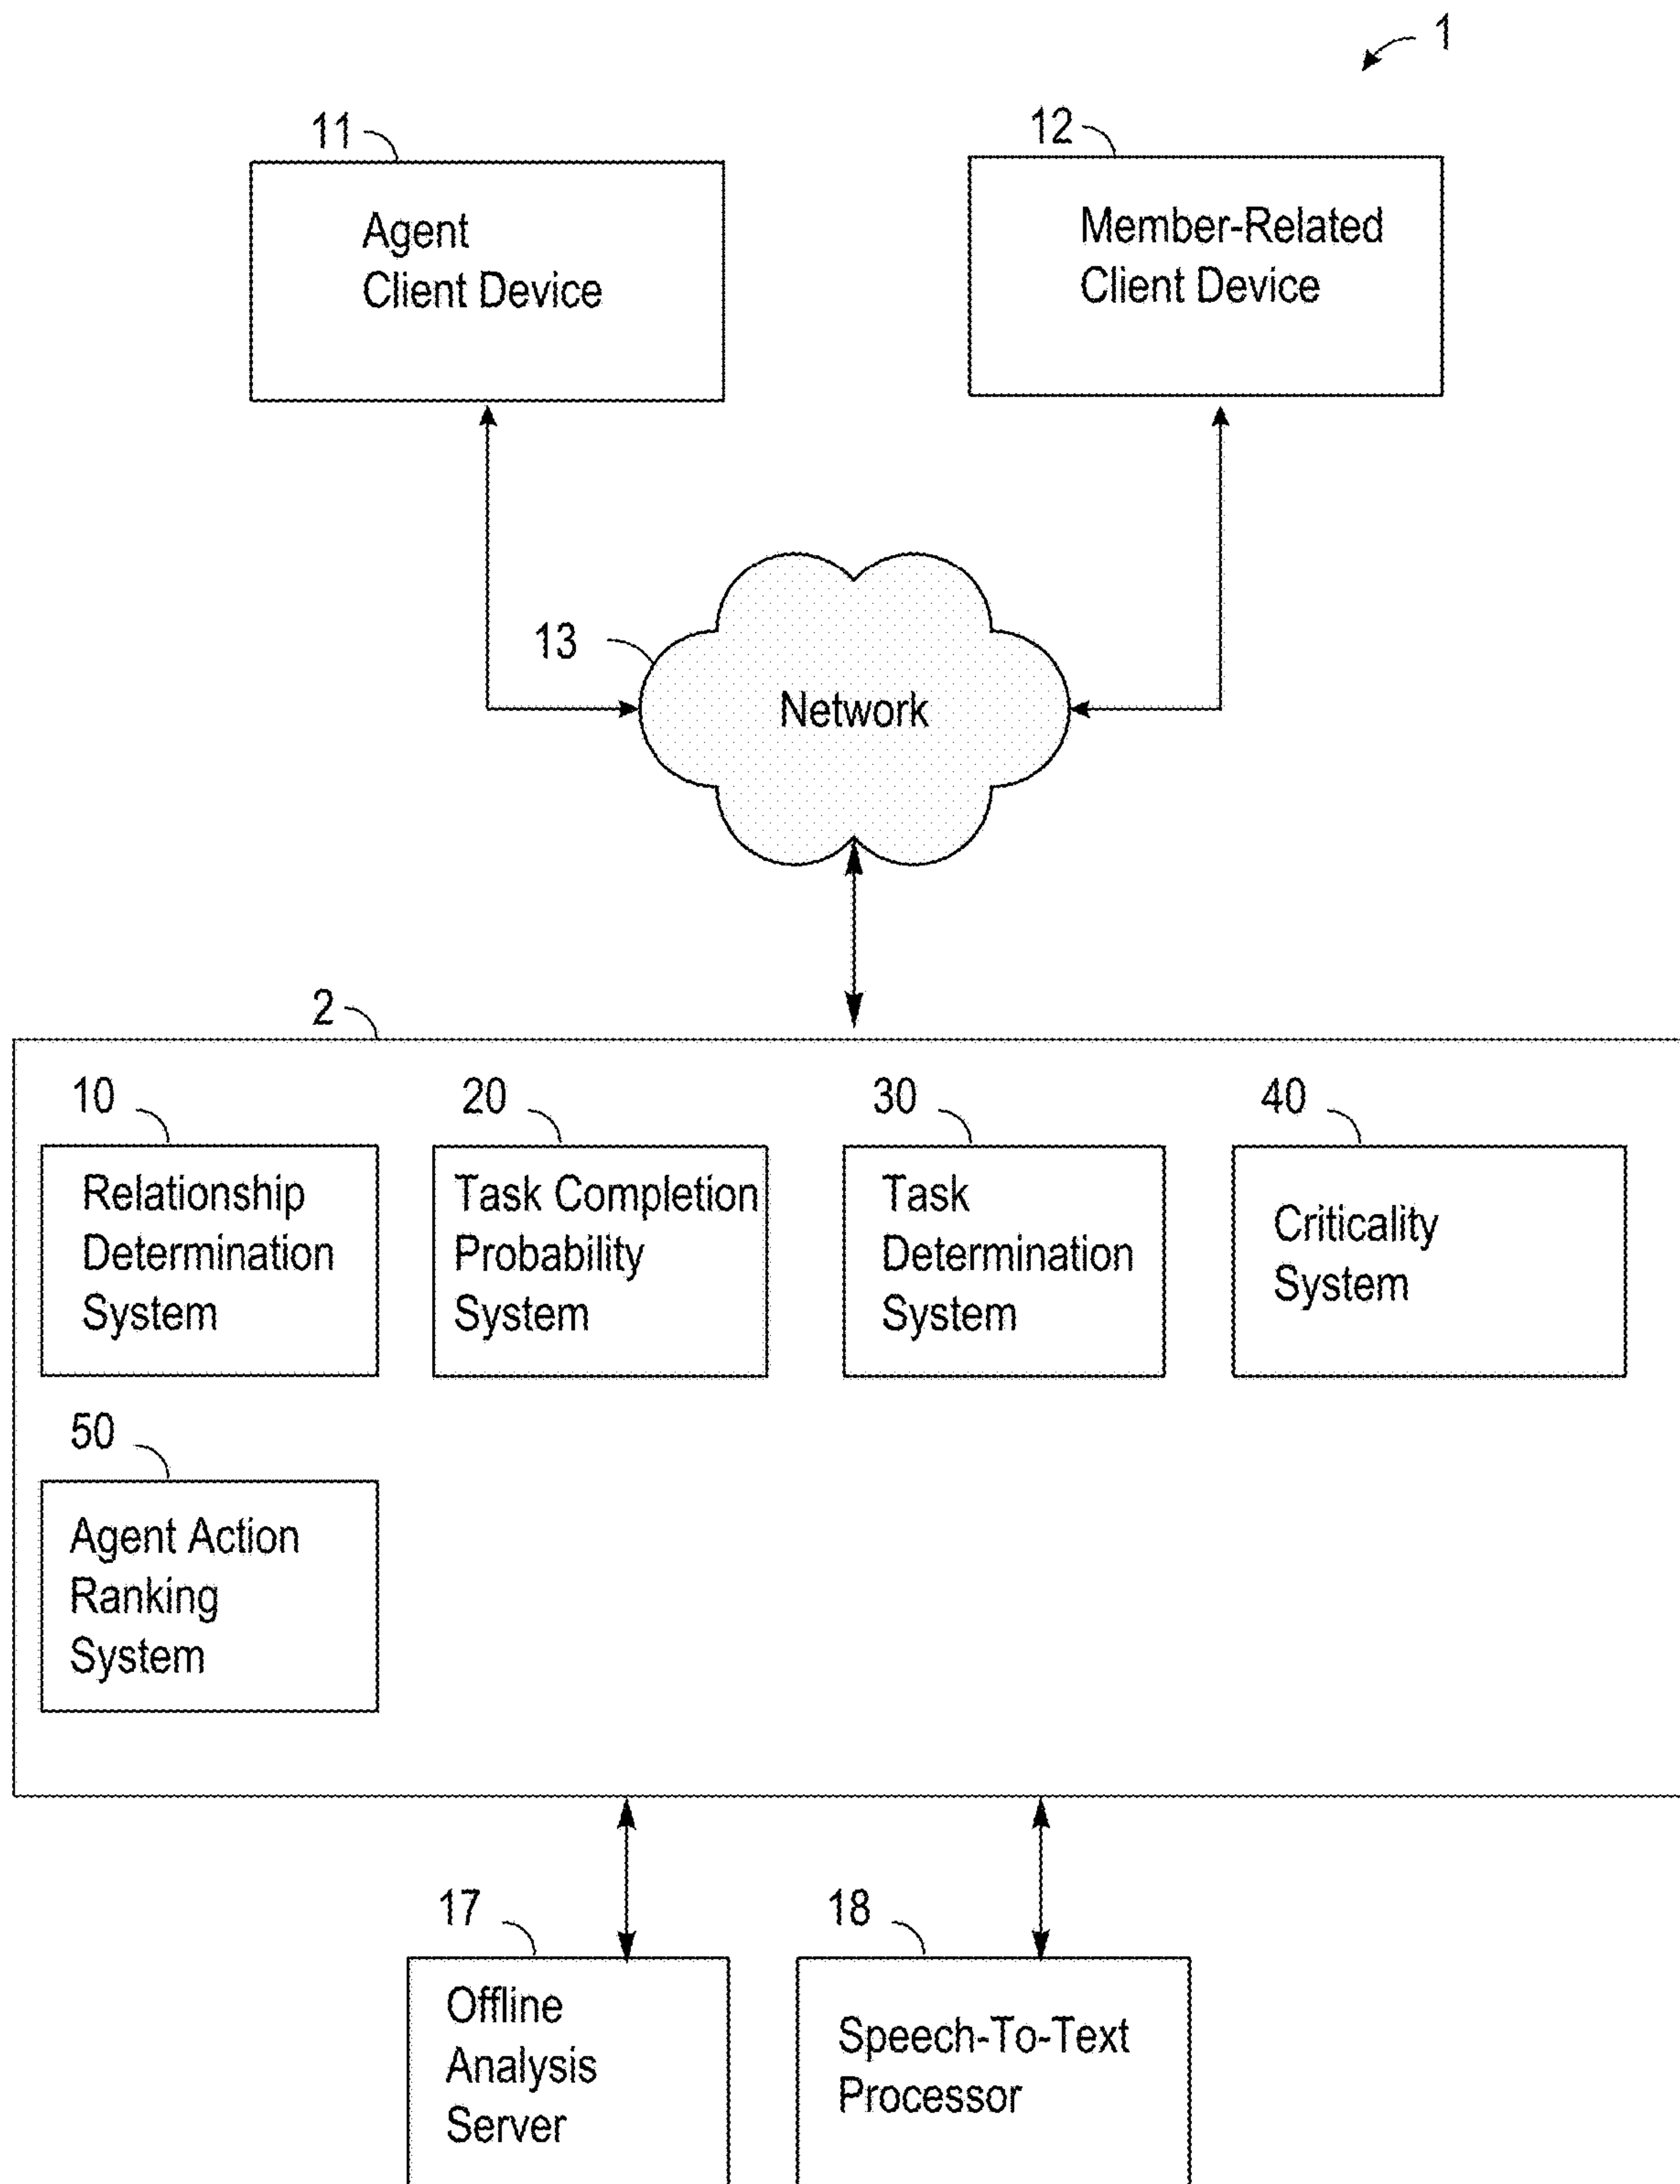 1
11
12
Agent
Client Device
Member-Related
Client Device
13
Network
2
10
20
30
40
Relationship
Determination
System
Task Completion
Probability
System
Task
Determination
System
Criticality
System
50
Agent Action
Ranking
System
17
18
Offline
Analysis
Server
Speech-To-Text
Processor